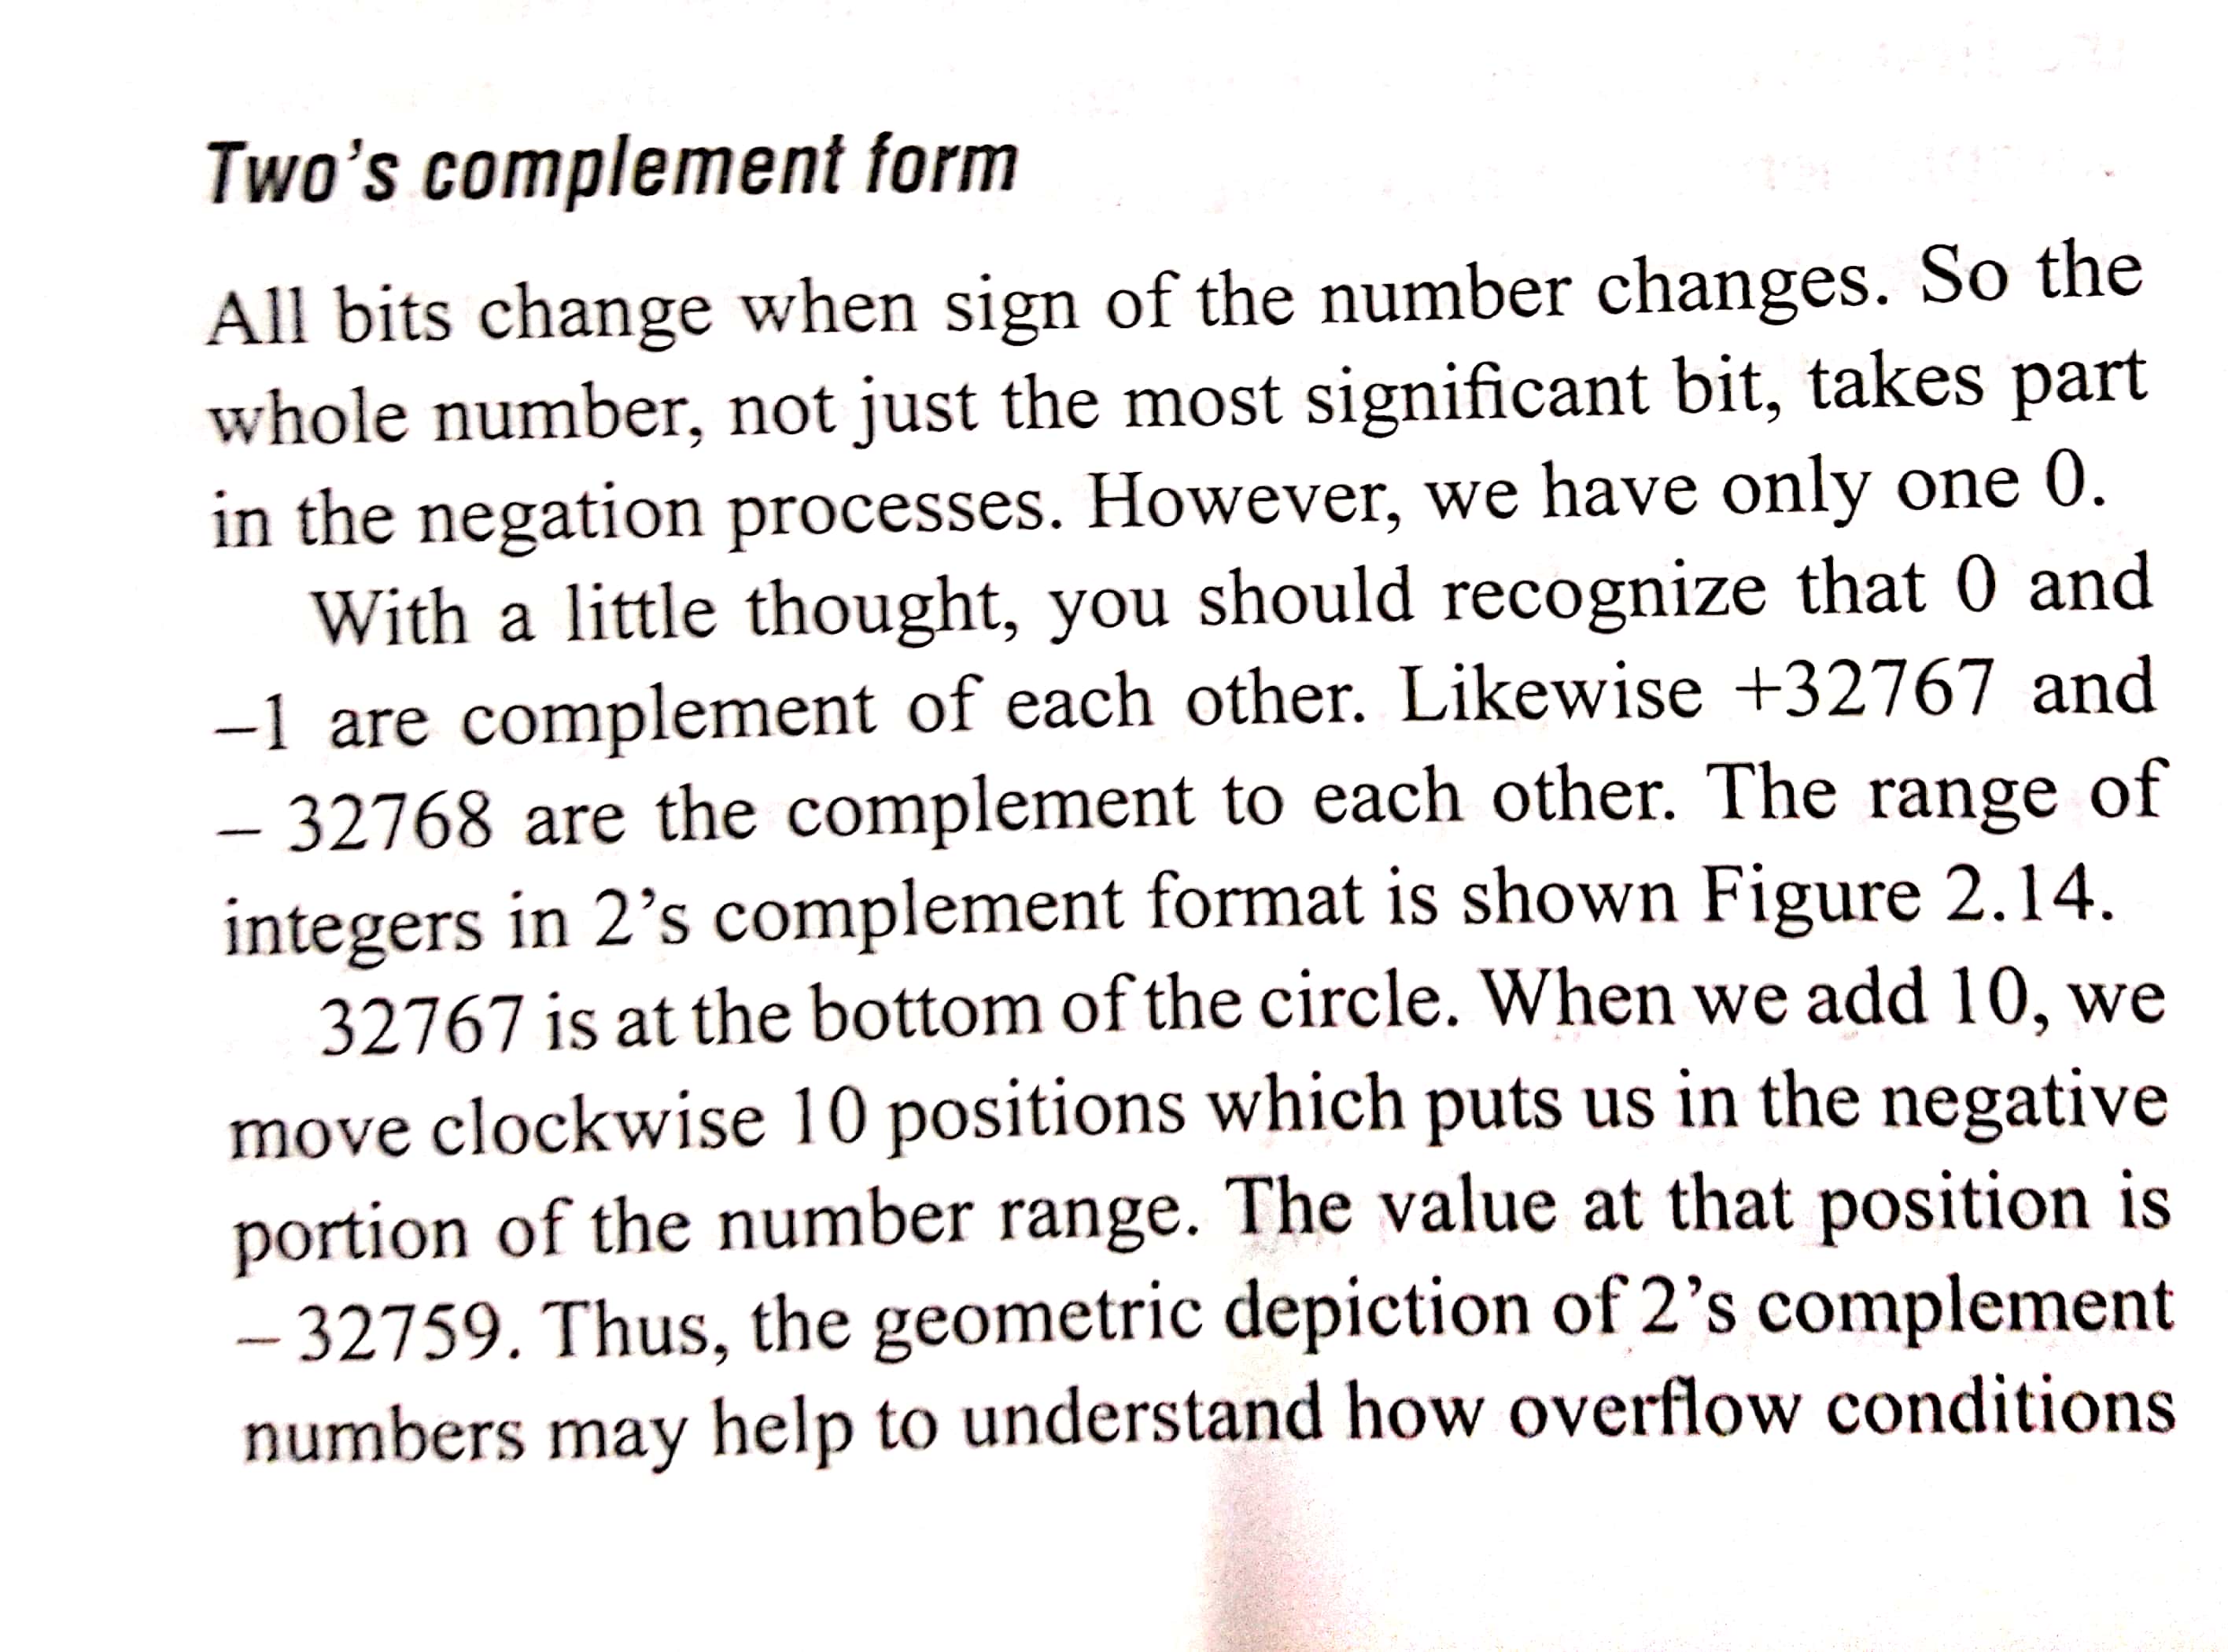 Two's complement form
All bits change when sign of the number changes. So the
whole number, not just the most significant bit, takes part
in the negation processes. However, we have only one 0.
With a little thought, you should recognize that 0 and
–1 are complement of each other. Likewise +32767 and
– 32768 are the complement to each other. The range of
integers in 2's complement format is shown Figure 2.14.
32767 is at the bottom of the circle. When we add 10, we
move clockwise 10 positions which puts us in the negative
portion of the number range. The value at that position is
– 32759. Thus, the geometric depiction of 2's complement
numbers may help to understand how overflow conditions